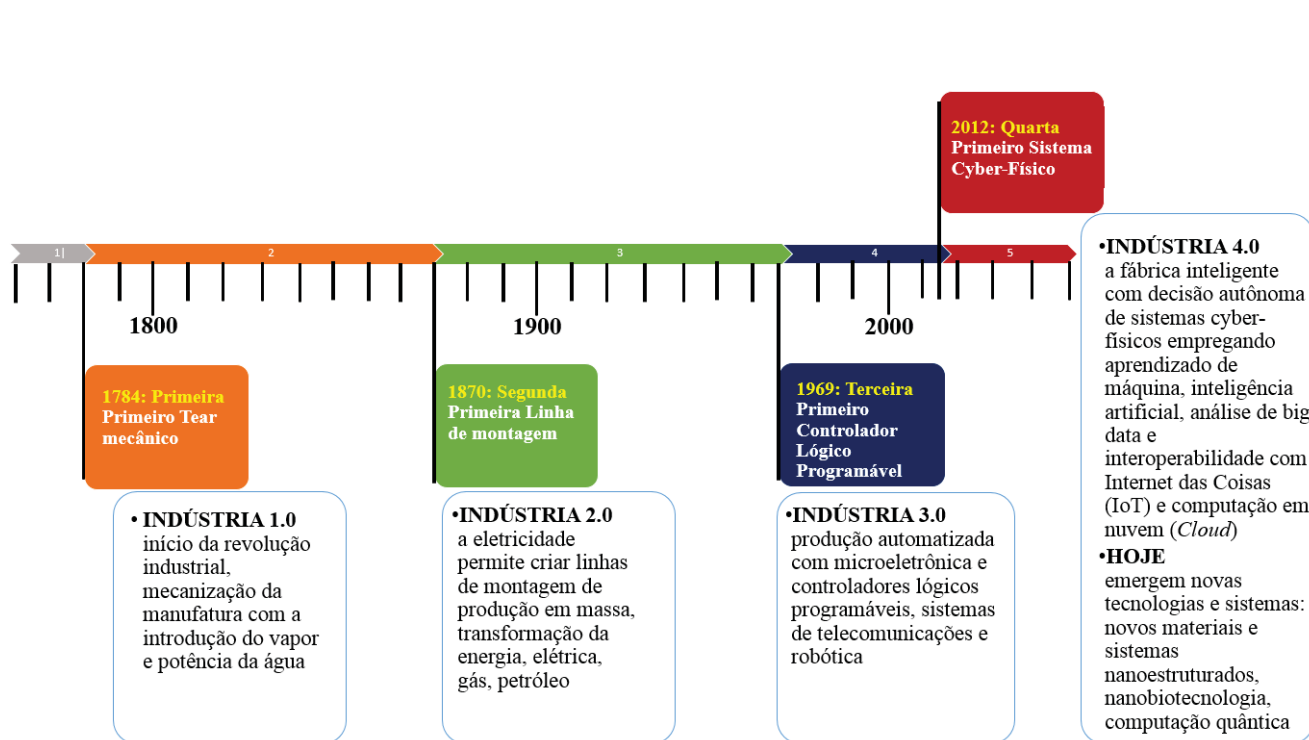 2012: Quarta
Primeiro Sistema
Cyber-Físico
1|
2
3
4
5
1800
1900
2000
1784: Primeira
Primeiro Tear
mecânico
1870: Segunda
Primeira Linha
de montagem
1969: Terceira
Primeiro
Controlador
Lógico
Programável
• INDÚSTRIA 1.0
início da revolução
industrial,
mecanização da
manufatura com a
introdução do vapor
e potência da água
•INDÚSTRIA 2.0
a eletricidade
permite criar linhas
de montagem de
produção em massa,
transformação da
energia, elétrica,
gás, petróleo
•INDÚSTRIA 3.0
produção automatizada
com microeletrônica e
controladores lógicos
programáveis, sistemas
de telecomunicações e
robótica
•INDÚSTRIA 4.0
a fábrica inteligente
com decisão autônoma
de sistemas cyber-
físicos empregando
aprendizado de
máquina, inteligência
artificial, análise de big
data e
interoperabilidade com
Internet das Coisas
(IoT) e computação em
nuvem (Cloud)
•HOJE
emergem novas
tecnologias e sistemas:
novos materiais e
sistemas
nanoestruturados,
nanobiotecnologia,
computação quântica